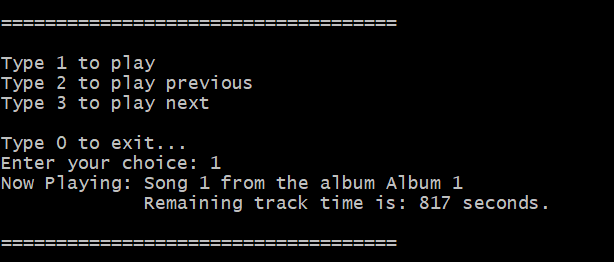 ====================================
Type 1 to play
Type 2 to play previous
Type 3 to play next
Type 0 to exit...
Enter your choice: 1
Now Playing: Song 1 from the album Album 1
Remaining track time is: 817 seconds.
====================================